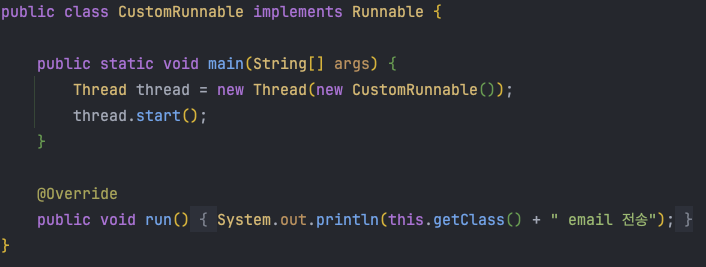 public class CustomRunnable implements Runnable {
public static void main(String[] args) {
Thread thread = new Thread(new CustomRunnable());
thread.start();
}
@Override
public void run() { System.out.println(this.getClass() + " email 전송"); }
}